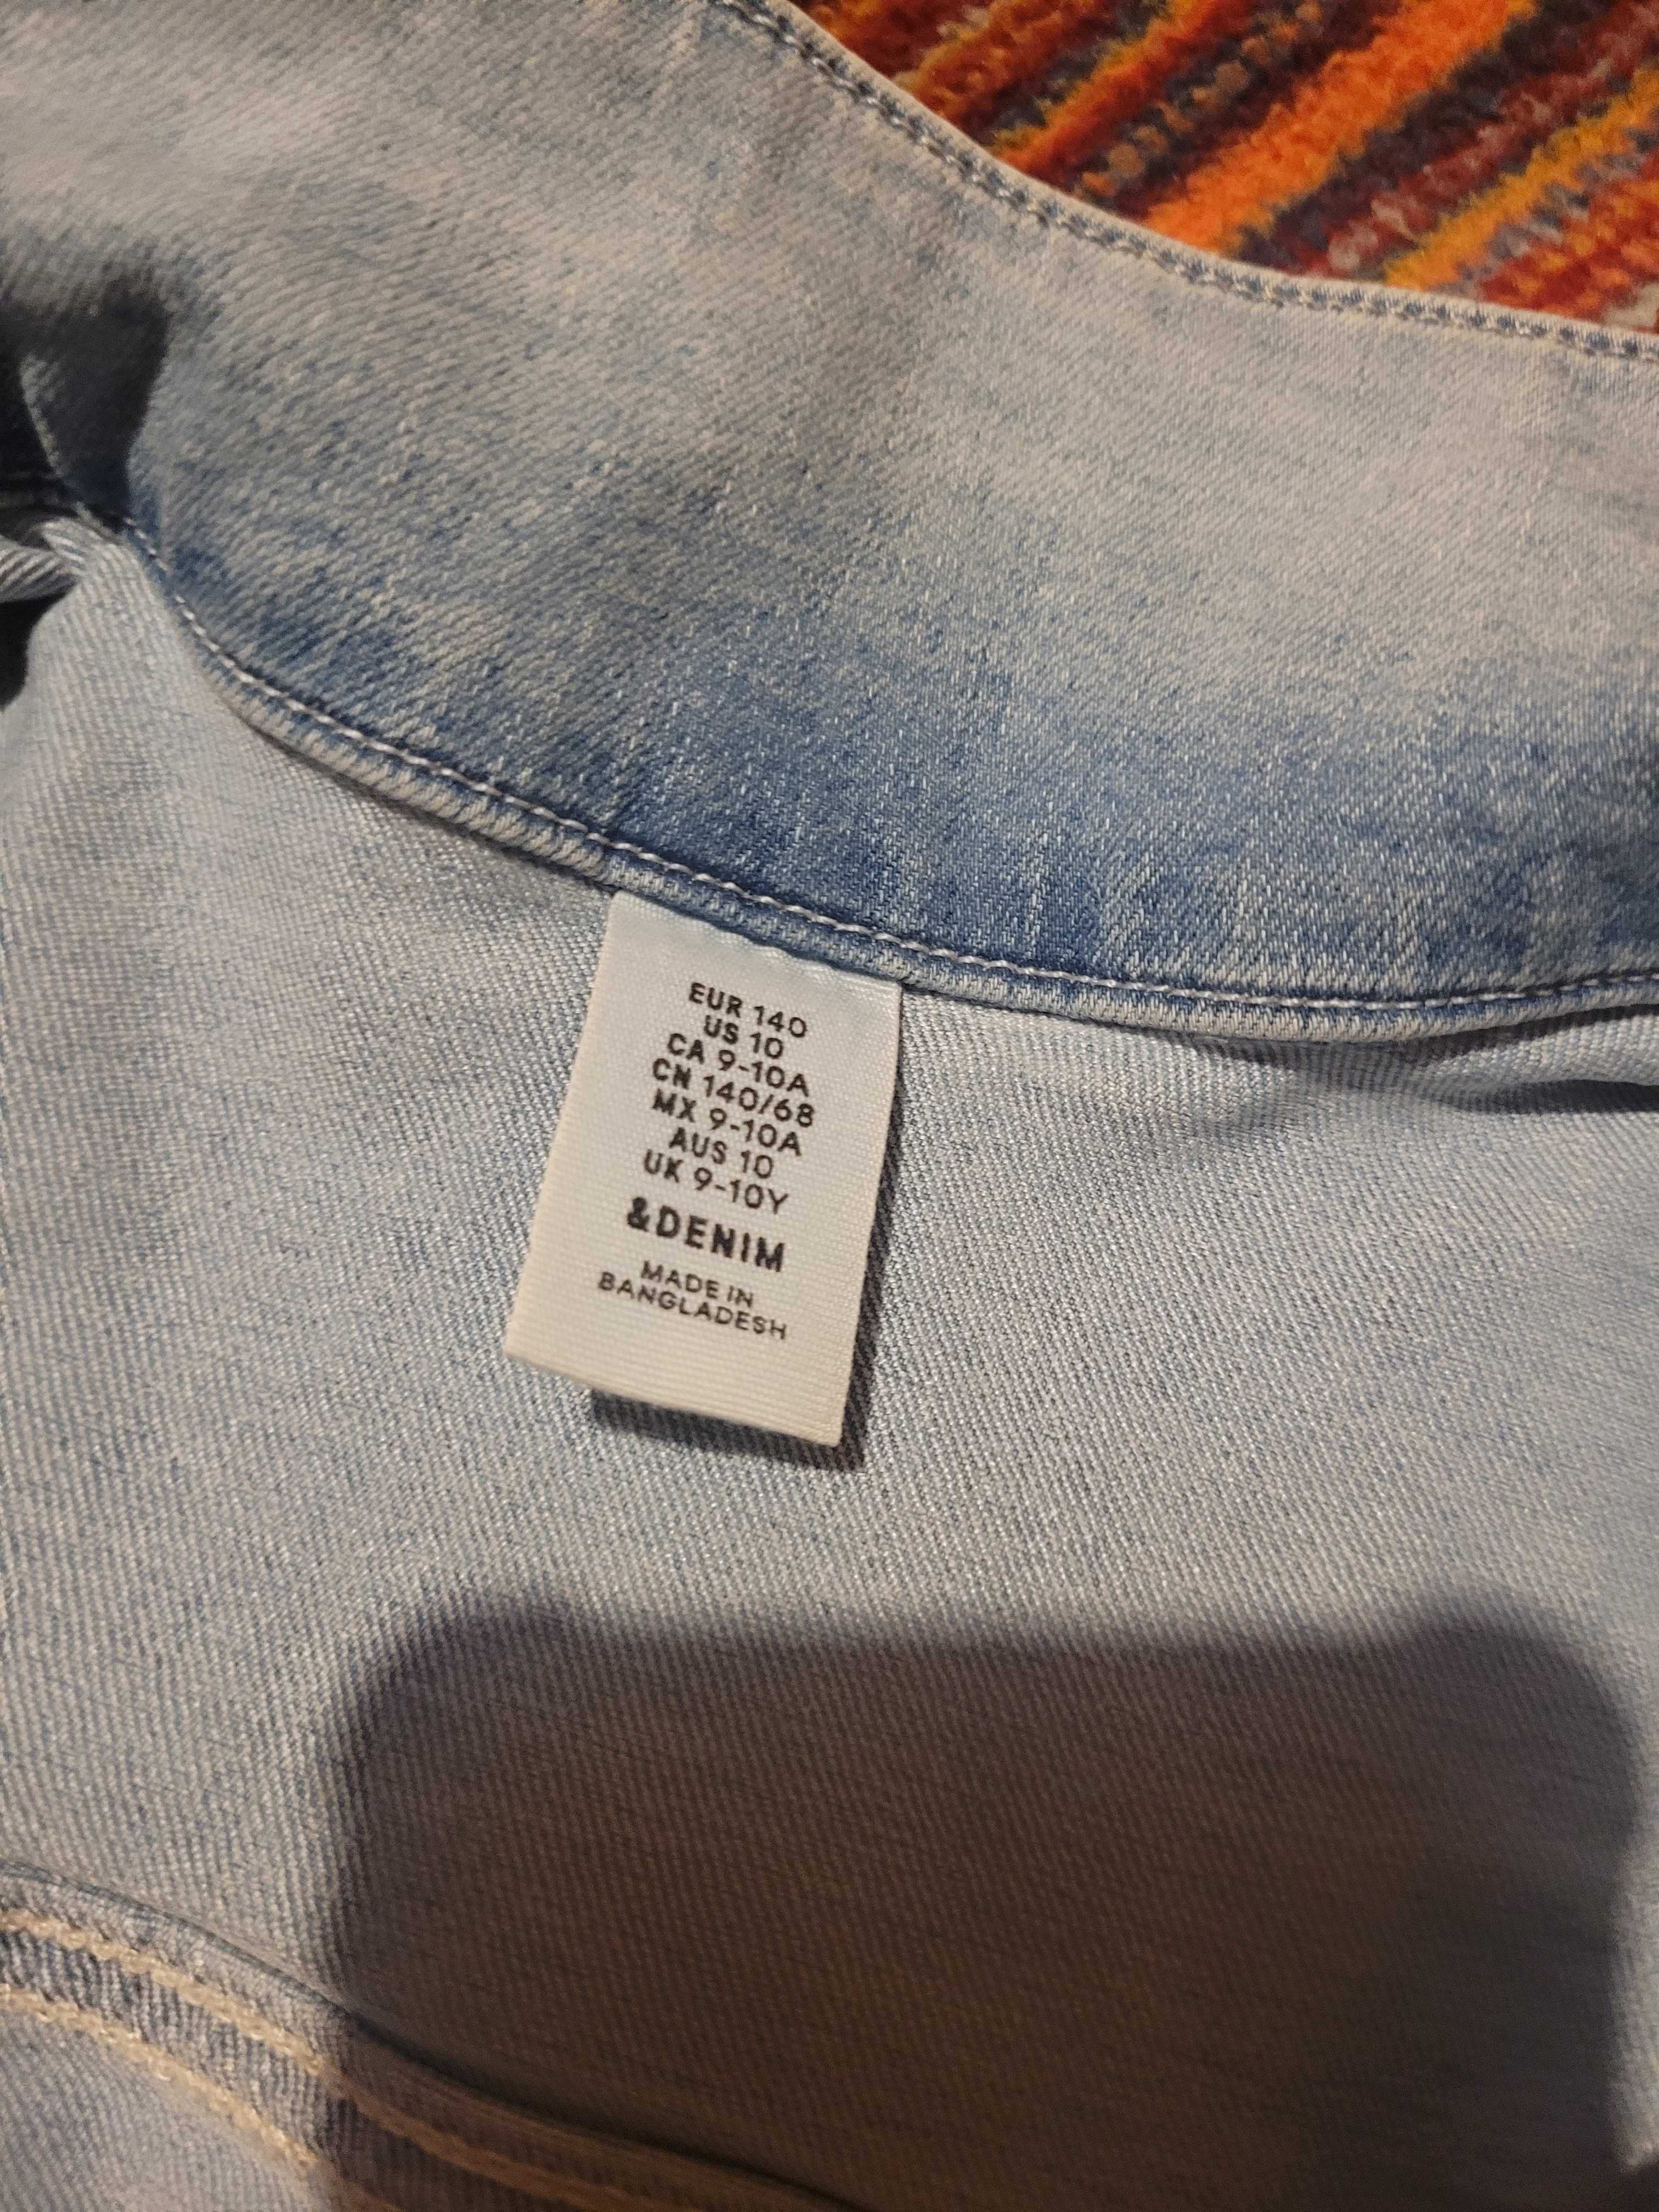 EUR 140
US 10
CA 9-10A
CN 140/68
MX 9-10A
AUS 10
UK 9-10Y
&DENIM
MADE IN
BANGLADESH